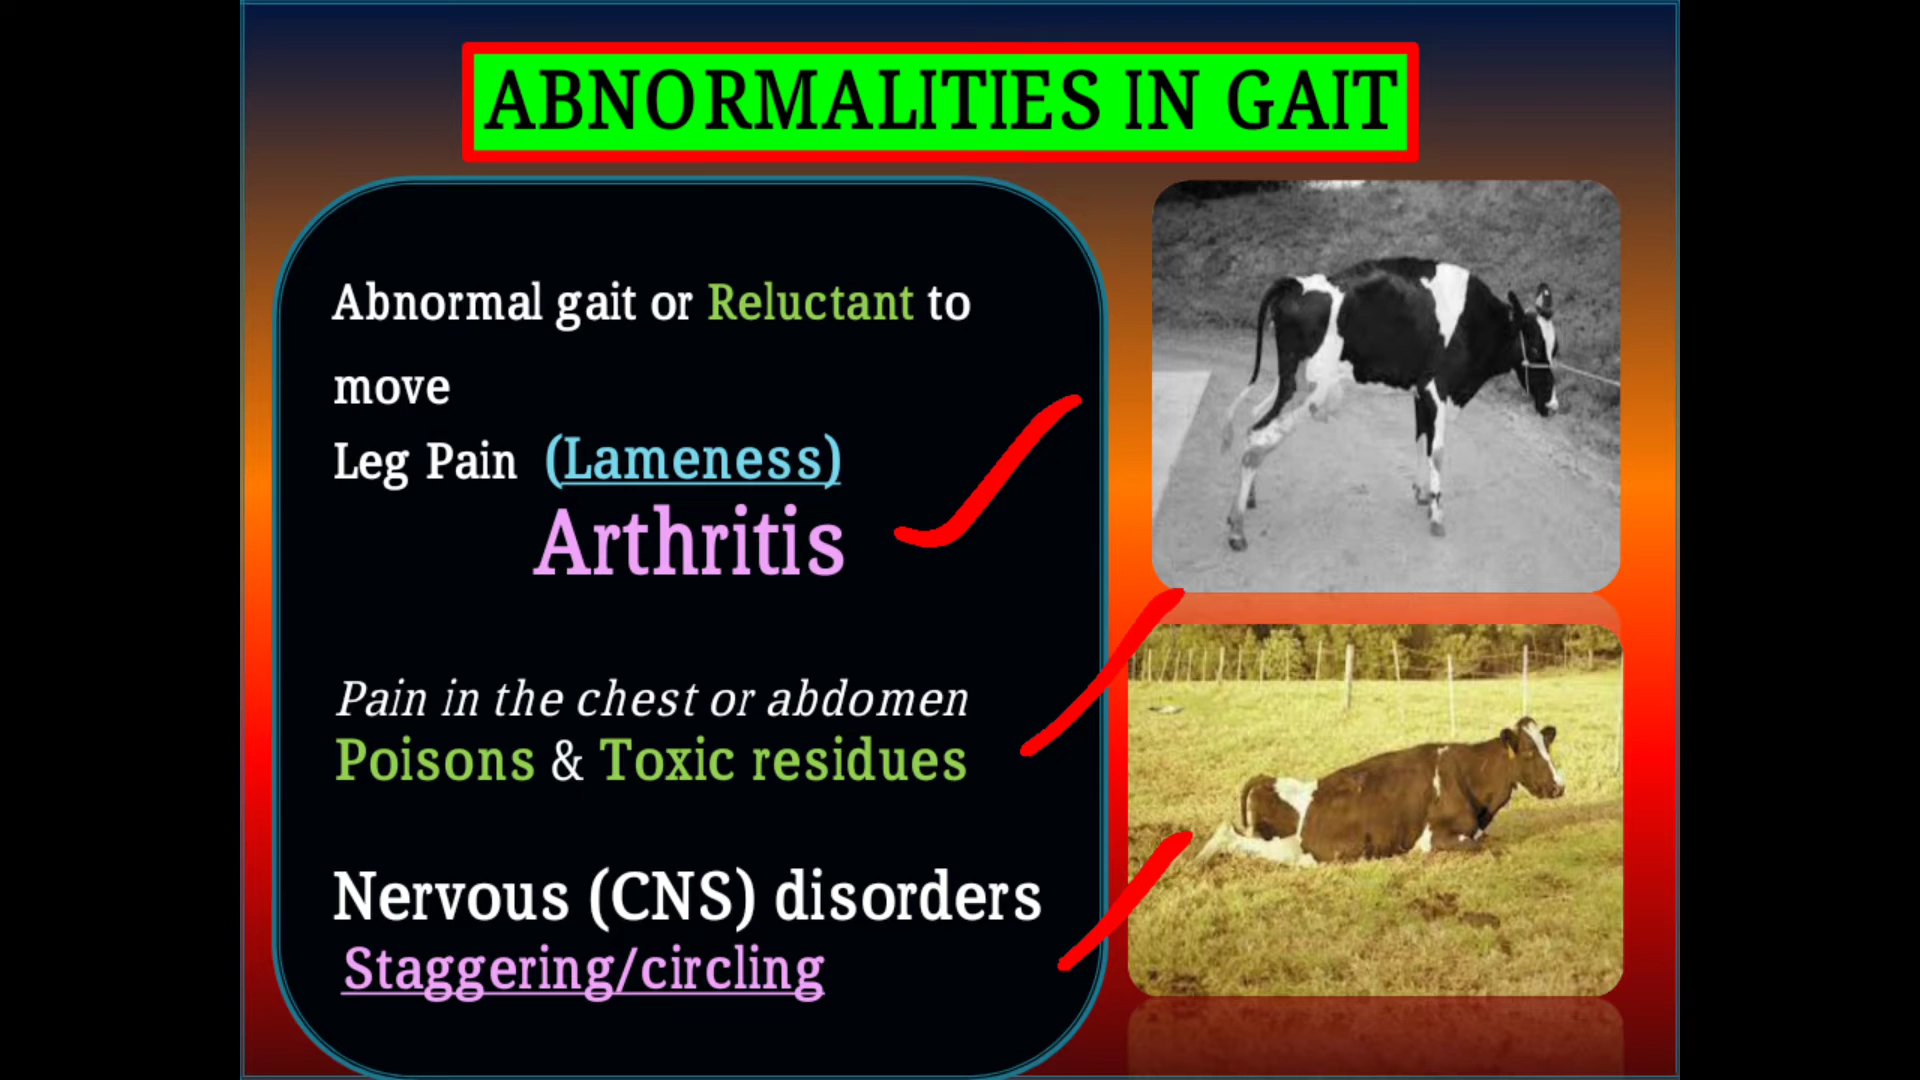 ABNORMALITIES IN GAIT
Abnormal gait or Reluctant to
move
Leg Pain (Lameness)
Arthritis
Pain in the chest or abdomen
Poisons & Toxic residues
Nervous (CNS) disorders
Staggering/circling